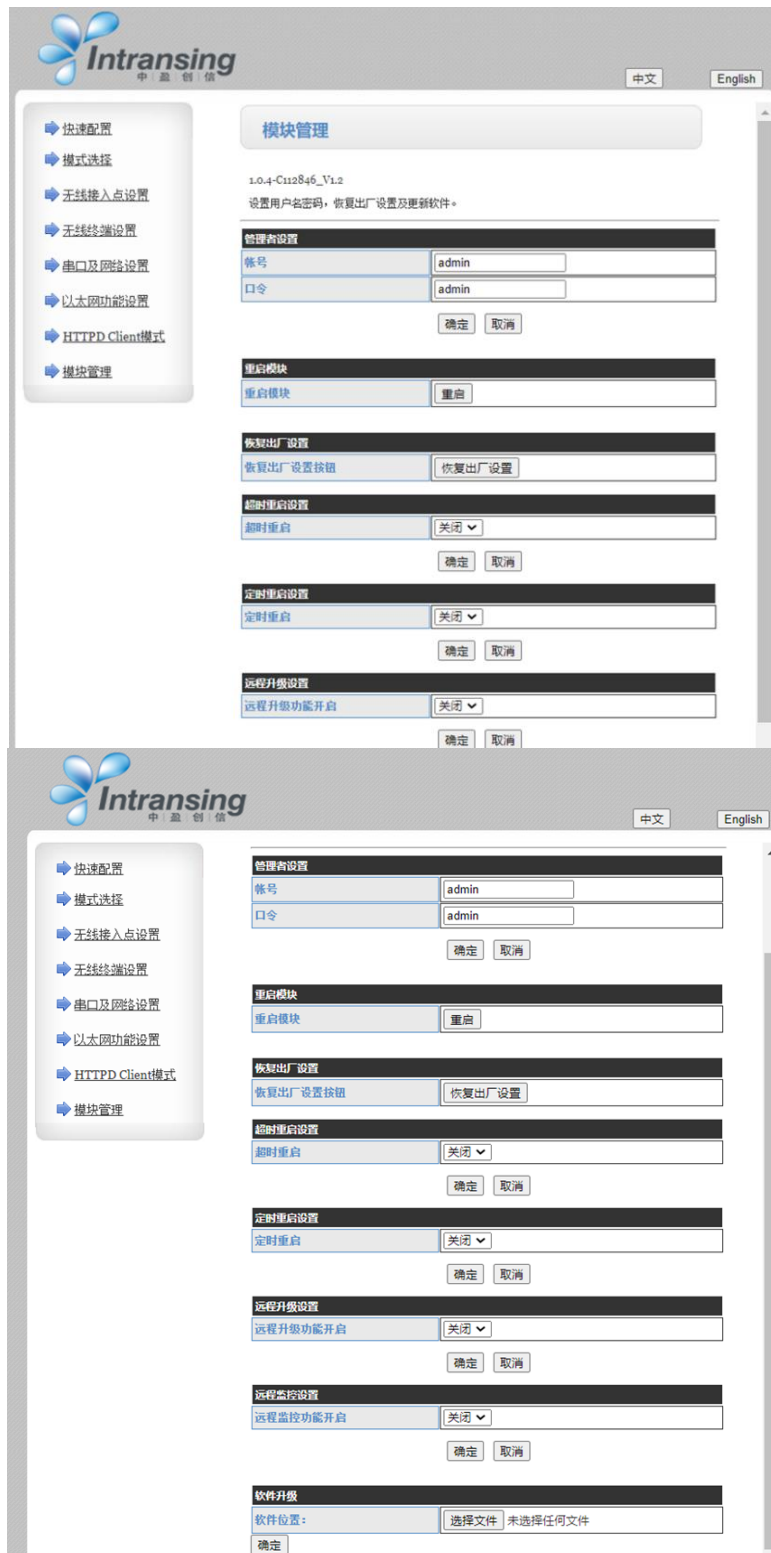 Intransing
中 盈 创 信
中文 English
快速配置
模式选择
无线接入点设置
无线终端设置
串口及网络设置
以太网功能设置
HTTPD Client模式
模块管理
模块管理
1.0.4-C112846_V1.2
设置用户名密码，恢复出厂设置及更新软件。
管理者设置
帐号 admin
口令 admin
确定 取消
重启模块
重启模块 重启
恢复出厂设置
恢复出厂设置按钮 恢复出厂设置
超时重启设置
超时重启 关闭
确定 取消
定时重启设置
定时重启 关闭
确定 取消
远程升级设置
远程升级功能开启 关闭
确定 取消
Intransing
中 盈 创 信
中文 English
快速配置
模式选择
无线接入点设置
无线终端设置
串口及网络设置
以太网功能设置
HTTPD Client模式
模块管理
管理者设置
帐号 admin
口令 admin
确定 取消
重启模块
重启模块 重启
恢复出厂设置
恢复出厂设置按钮 恢复出厂设置
超时重启设置
超时重启 关闭
确定 取消
定时重启设置
定时重启 关闭
确定 取消
远程升级设置
远程升级功能开启 关闭
确定 取消
远程监控设置
远程监控功能开启 关闭
确定 取消
软件升级
软件位置： 选择文件 未选择任何文件
确定